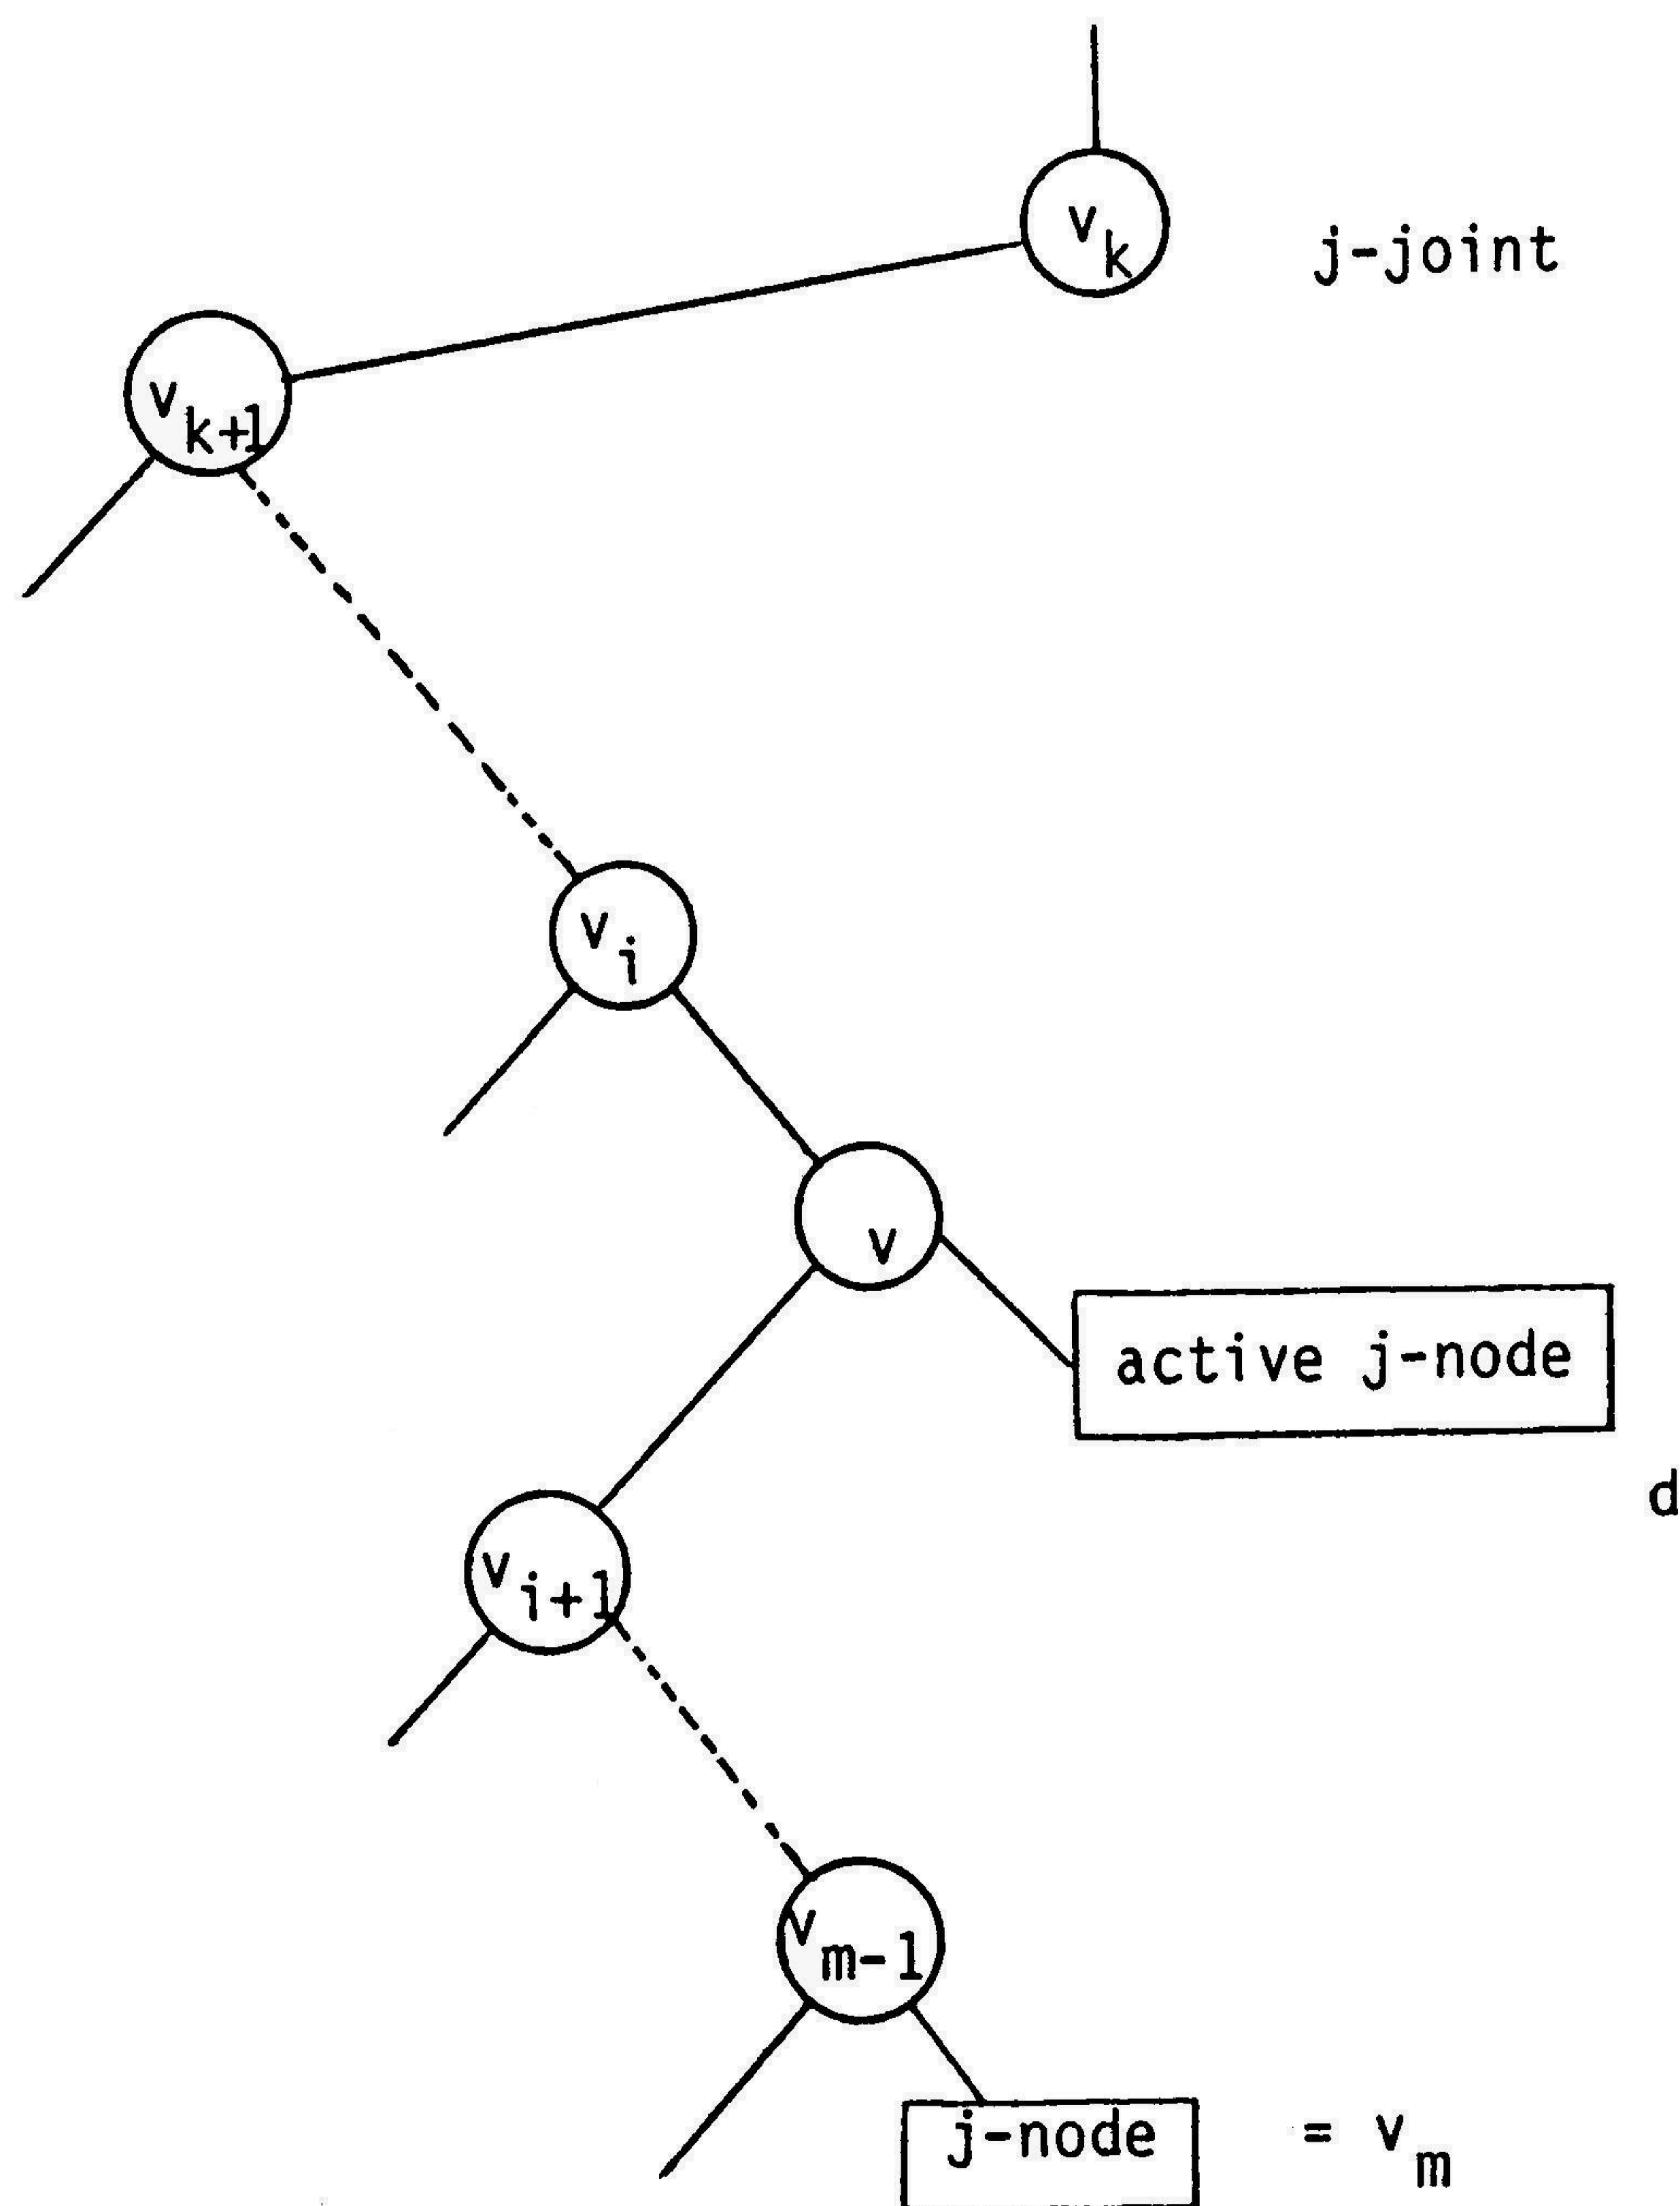 v_k j-joint
v_k+1
v_i
v
active j-node
d
v_i+1
v_m-1
j-node = v_m